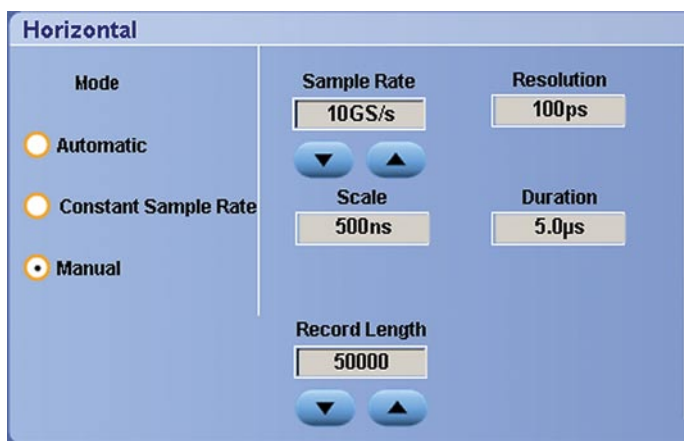 Horizontal
Mode
Automatic
Constant Sample Rate
Manual
Sample Rate
10GS/s
Resolution
100ps
Scale
500ns
Duration
5.0µs
Record Length
50000